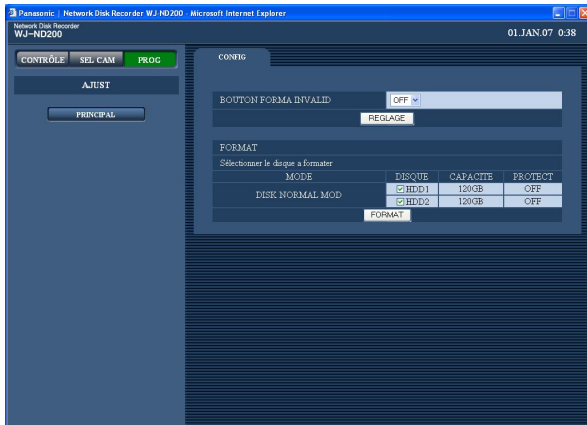 Panasonic | Network Disk Recorder WJ-ND200 - Microsoft Internet Explorer
Network Disk Recorder
WJ-ND200
01.JAN.07 0:38
CONTRÔLE SEL CAM PROG
CONFIG
AJUST
PRINCIPAL
BOUTON FORMA INVALID OFF
REGLAGE
FORMAT
Sélectionner le disque a formater
MODE DISQUE CAPACITE PROTECT
DISK NORMAL MOD
HDD1 120GB OFF
HDD2 120GB OFF
FORMAT